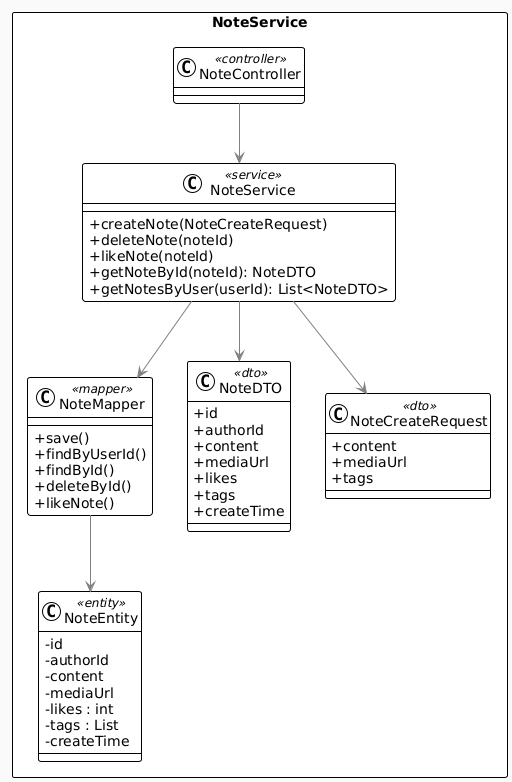 NoteService
«controller»
C NoteController
«service»
C NoteService
+createNote(NoteCreateRequest)
+deleteNote(noteId)
+likeNote(noteId)
+getNoteById(noteId): NoteDTO
+getNotesByUser(userId): List<NoteDTO>
«mapper»
C NoteMapper
+save()
+findByUserId()
+findById()
+deleteById()
+likeNote()
«dto»
C NoteDTO
+id
+authorId
+content
+mediaUrl
+likes
+tags
+createTime
«dto»
C NoteCreateRequest
+content
+mediaUrl
+tags
«entity»
C NoteEntity
-id
-authorId
-content
-mediaUrl
-likes : int
-tags : List
-createTime